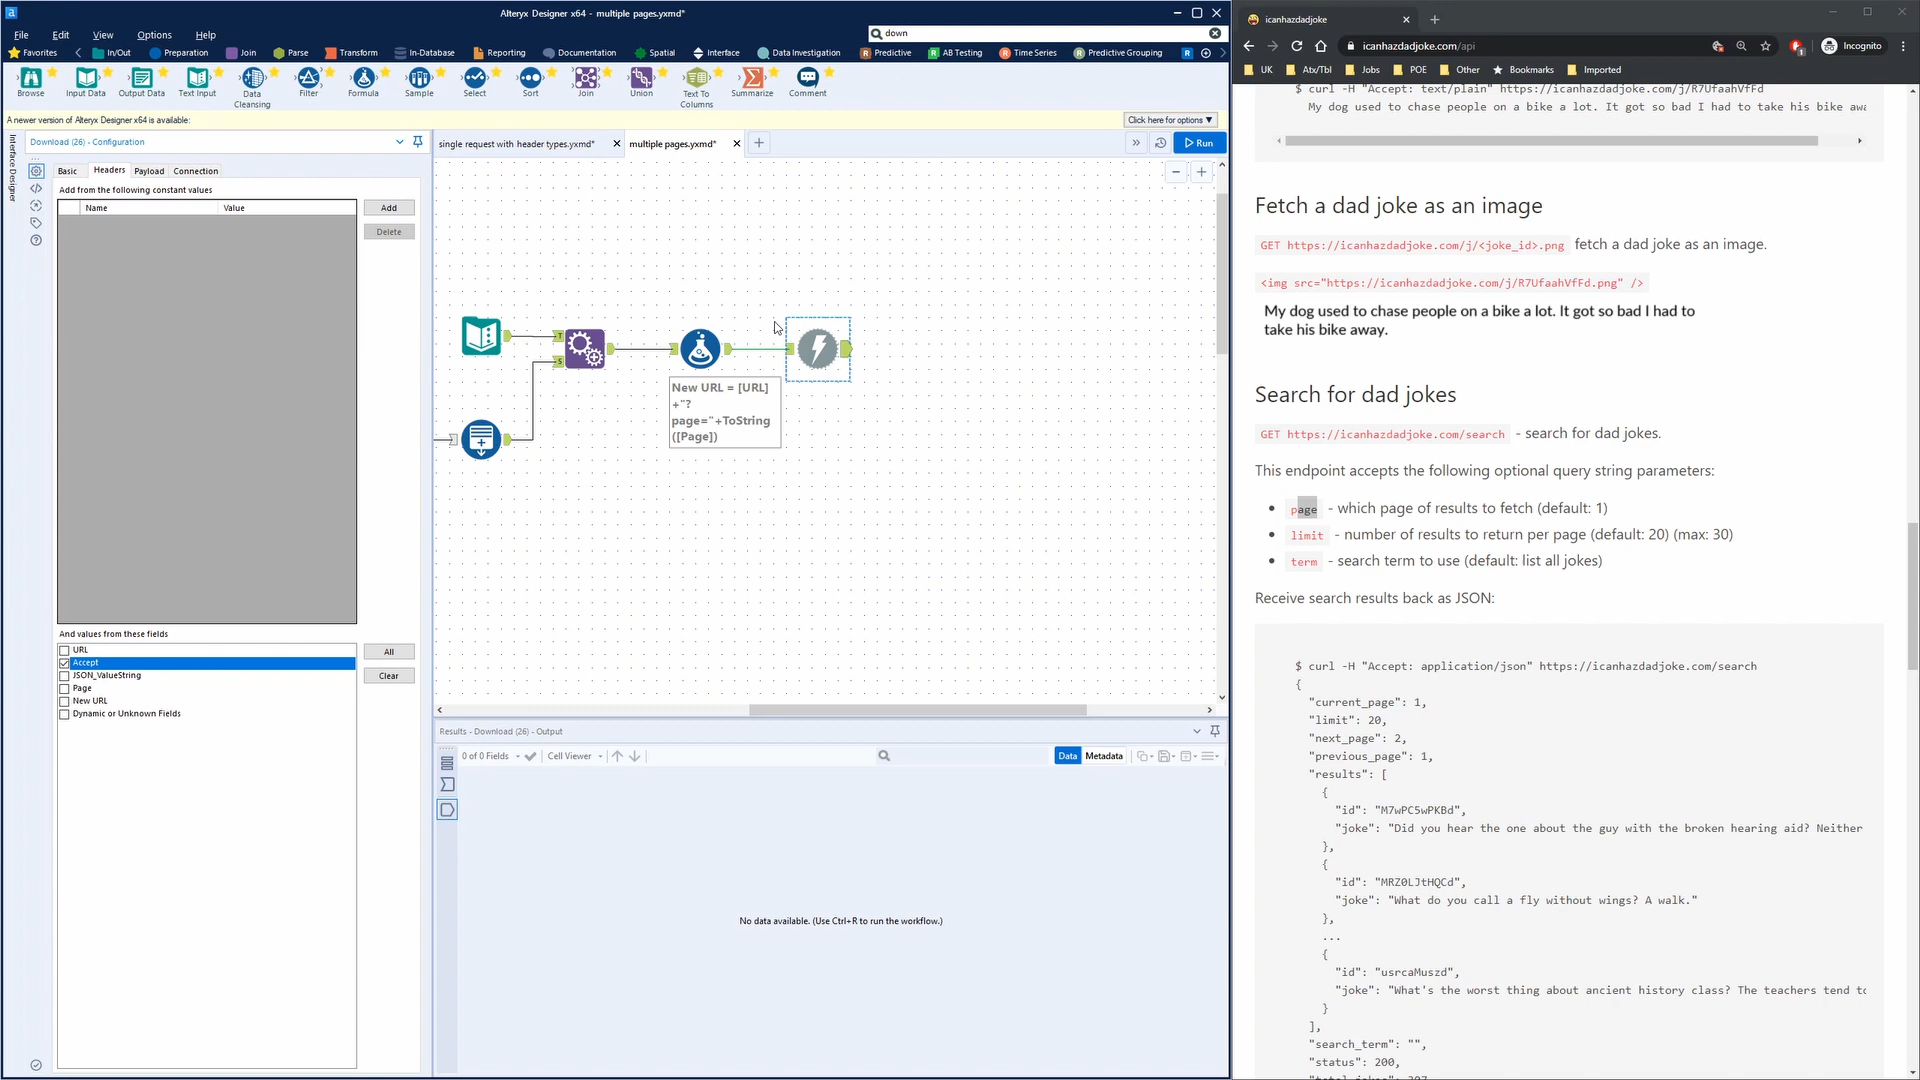 Alteryx Designer x64 - multiple pages.yxmd*
File
Edit
View
Options
Help
down
Favorites
In/Out
Preparation
Join
Parse
Transform
In-Database
Reporting
Documentation
Spatial
Interface
Data Investigation
Predictive
AB Testing
Time Series
Predictive Grouping
Browse
Input Data
Output Data
Text Input
Data Cleansing
Filter
Formula
Sample
Select
Sort
Join
Union
Text To Columns
Summarize
Comment
A newer version of Alteryx Designer x64 is available:
Click here for options ▼
Interface Designer
Download (26) - Configuration
Basic
Headers
Payload
Connection
Add from the following constant values
Name
Value
Add
Delete
And values from these fields
URL
Accept
JSON_ValueString
Page
New URL
Dynamic or Unknown Fields
All
Clear
single request with header types.yxmd*
multiple pages.yxmd*
Run
New URL = [URL]
+"?
page="+ToString
([Page])
Results - Download (26) - Output
0 of 0 Fields
Cell Viewer
Data
Metadata
No data available. (Use Ctrl+R to run the workflow.)
icanhazdadjoke
icanhazdadjoke.com/api
Incognito
UK
Atx/Tbl
Jobs
POE
Other
Bookmarks
Imported
$ curl -H "Accept: text/plain" https://icanhazdadjoke.com/j/R7UfaahVfFd
My dog used to chase people on a bike a lot. It got so bad I had to take his bike awa
Fetch a dad joke as an image
GET https://icanhazdadjoke.com/j/<joke_id>.png fetch a dad joke as an image.
<img src="https://icanhazdadjoke.com/j/R7UfaahVfFd.png" />
My dog used to chase people on a bike a lot. It got so bad I had to
take his bike away.
Search for dad jokes
GET https://icanhazdadjoke.com/search - search for dad jokes.
This endpoint accepts the following optional query string parameters:
page - which page of results to fetch (default: 1)
limit - number of results to return per page (default: 20) (max: 30)
term - search term to use (default: list all jokes)
Receive search results back as JSON:
$ curl -H "Accept: application/json" https://icanhazdadjoke.com/search
{
"current_page": 1,
"limit": 20,
"next_page": 2,
"previous_page": 1,
"results": [
{
"id": "M7wPC5wPKBd",
"joke": "Did you hear the one about the guy with the broken hearing aid? Neither
},
{
"id": "MRZ0LJtHQCd",
"joke": "What do you call a fly without wings? A walk."
},
...
{
"id": "usrcaMuszd",
"joke": "What's the worst thing about ancient history class? The teachers tend to
}
],
"search_term": "",
"status": 200,